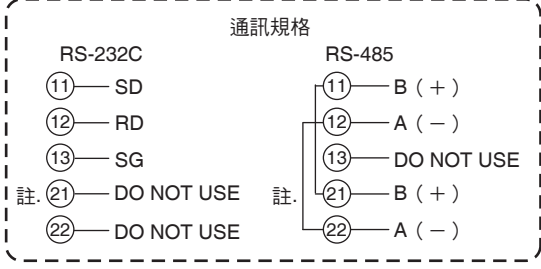 通訊規格
RS-232C RS-485
11 SD 11 B（＋）
12 RD 12 A（－）
13 SG 13 DO NOT USE
註. 21 DO NOT USE 註. 21 B（＋）
22 DO NOT USE 22 A（－）